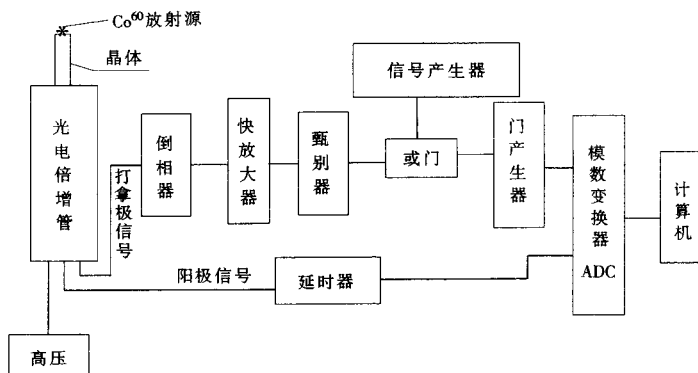 Co⁶⁰放射源
晶体
光电倍增管
打拿极信号
倒相器
快放大器
甄别器
信号产生器
或门
门产生器
模数变换器
ADC
计算机
阳极信号
延时器
高压